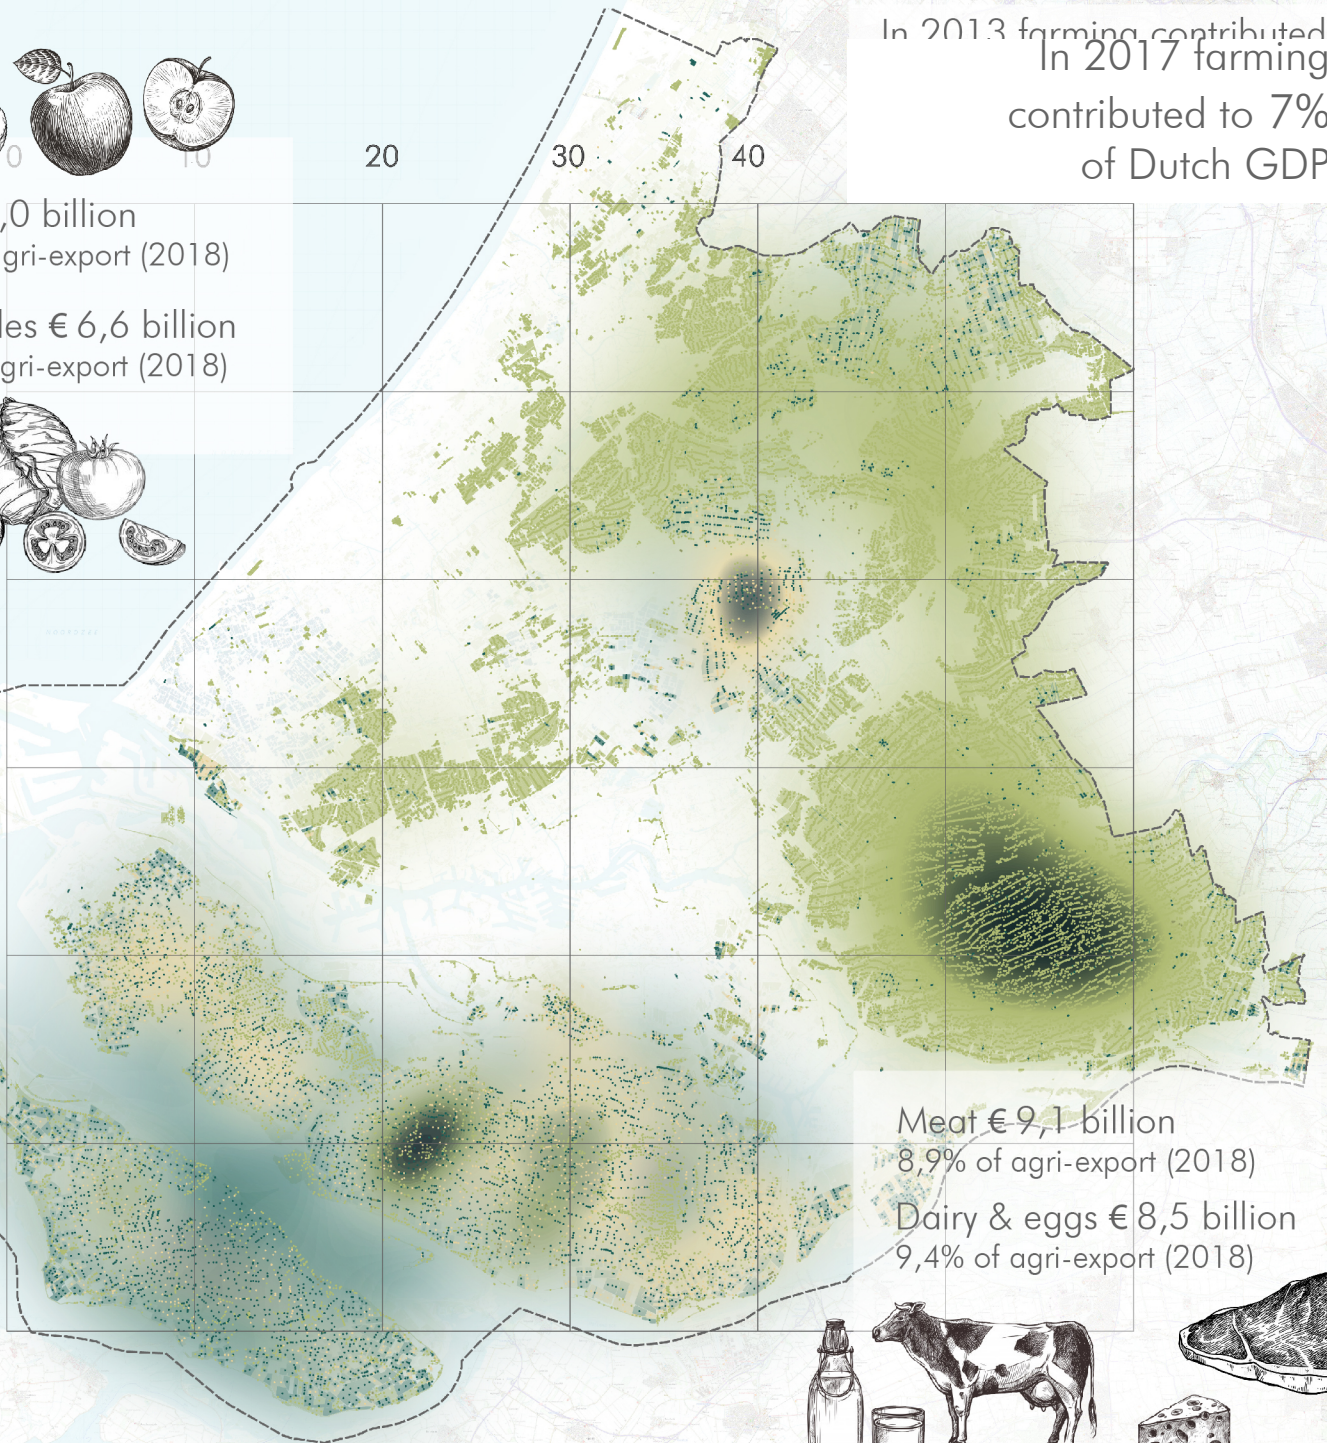 In 2013 farming contributed
In 2017 farming
contributed to 7%
of Dutch GDP
0 10 20 30 40
,0 billion
gri-export (2018)
les € 6,6 billion
gri-export (2018)
Meat € 9,1 billion
8,9% of agri-export (2018)
Dairy & eggs € 8,5 billion
9,4% of agri-export (2018)